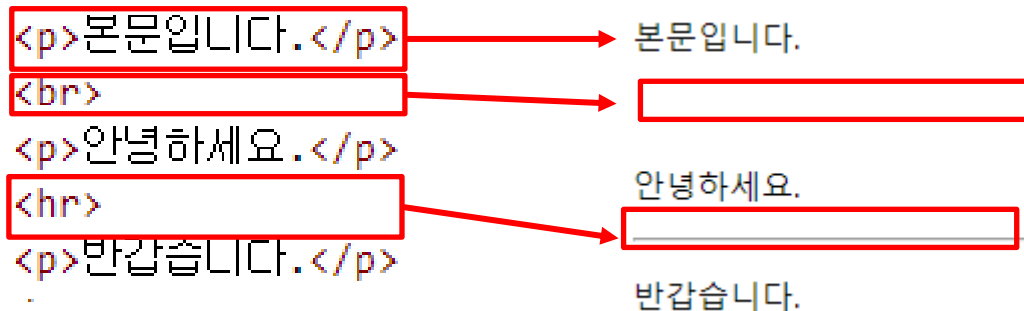 <p>본문입니다.</p>
<br>
<p>안녕하세요.</p>
<hr>
<p>반갑습니다.</p>
본문입니다.
안녕하세요.
반갑습니다.